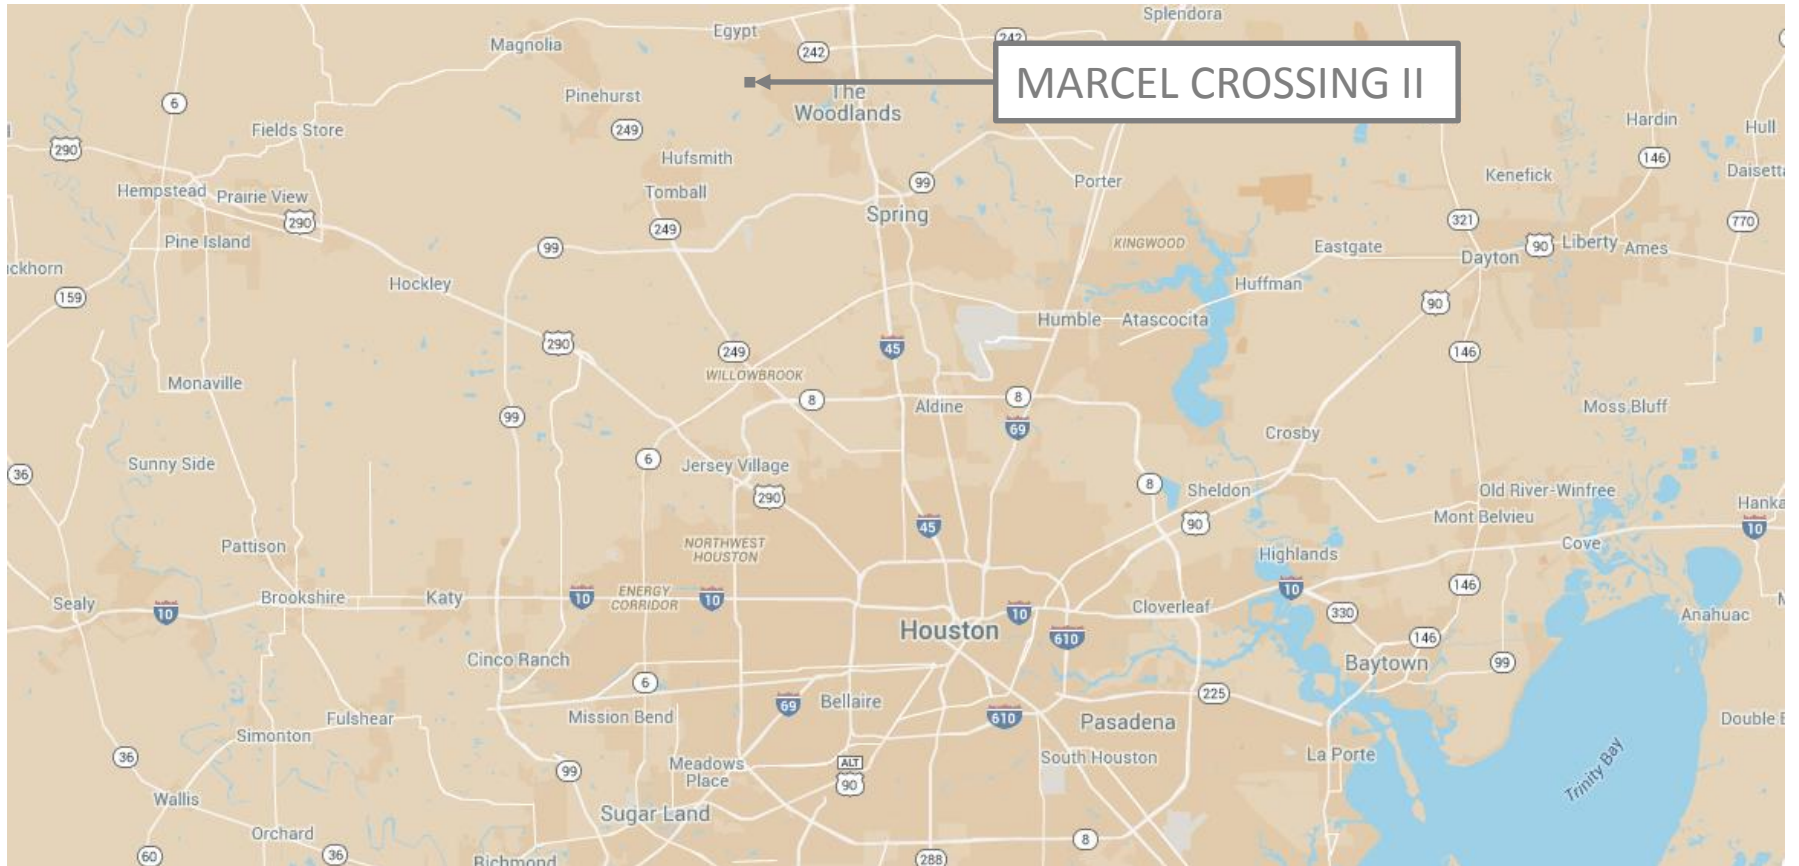 Splendora
Egypt
Magnolia
242
242
MARCEL CROSSING II
Pinehurst
The
Woodlands
6
249
Fields Store
Hardin
Hull
290
Hufsmith
146
Hempstead
Prairie View
Tomball
99
Porter
Kenefick
290
249
Spring
321
770
Pine Island
99
KINGWOOD
Eastgate
90
Liberty
Ames
Dayton
ckhorn
159
Hockley
Huffman
90
290
249
45
Humble
Atascocita
146
WILLOWBROOK
Monaville
8
Aldine
8
99
69
Moss Bluff
Crosby
36
Sunny Side
6
Jersey Village
290
8
Sheldon
Old River-Winfree
Hanka
45
90
Mont Belvieu
10
Pattison
NORTHWEST
HOUSTON
Highlands
Cove
Sealy
10
Brookshire
Katy
10
ENERGY
CORRIDOR
10
10
Cloverleaf
10
146
330
Anahuac
Houston
610
146
Cinco Ranch
Baytown
99
6
225
Fulshear
Mission Bend
69
Bellaire
610
Pasadena
Double B
Simonton
36
99
Meadows
Place
ALT
90
South Houston
La Porte
Trinity Bay
Wallis
Sugar Land
Orchard
60
36
Richmond
288
8